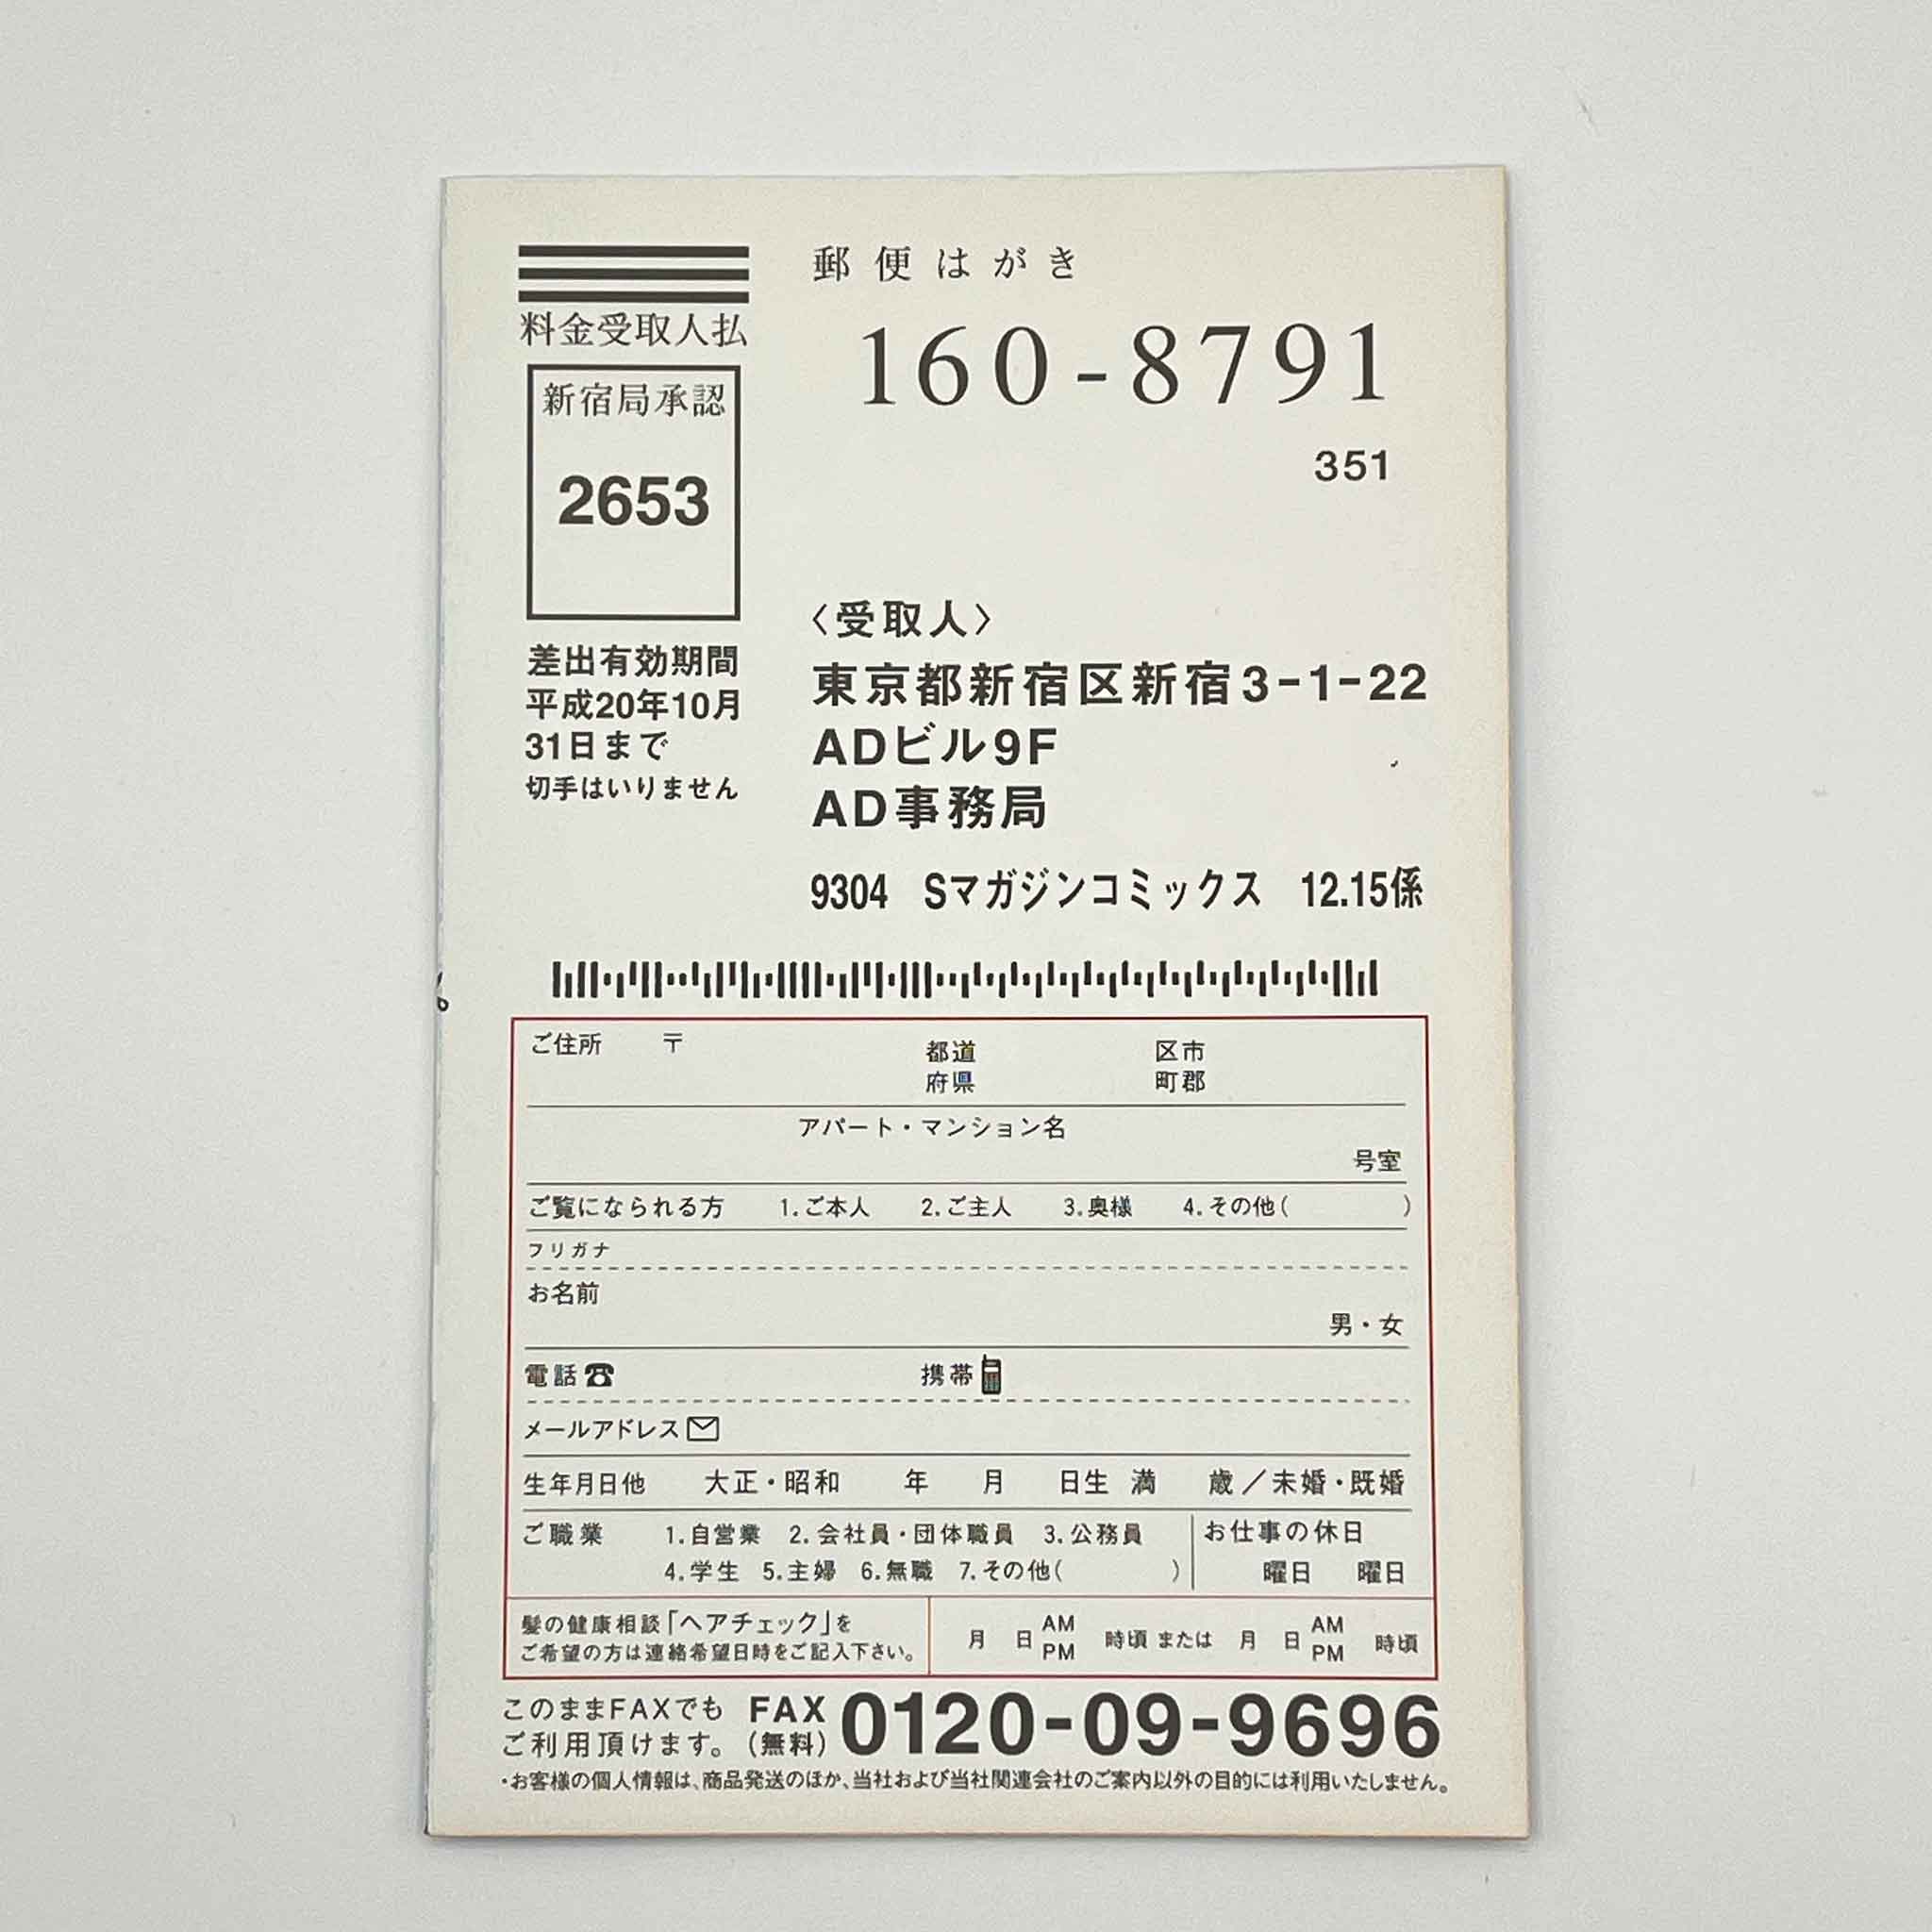 料金受取人払
新宿局承認
2653
差出有効期間
平成20年10月
31日まで
切手はいりません
郵便はがき
160-8791
351
〈受取人〉
東京都新宿区新宿3-1-22
ADビル9F
AD事務局
9304 Sマガジンコミックス 12.15係
ご住所 〒 都道 区市
府県 町郡
アパート・マンション名
号室
ご覧になられる方 1.ご本人 2.ご主人 3.奥様 4.その他( )
フリガナ
お名前
男・女
電話☎ 携帯
メールアドレス
生年月日他 大正・昭和 年 月 日生 満 歳/未婚・既婚
ご職業 1.自営業 2.会社員・団体職員 3.公務員
4.学生 5.主婦 6.無職 7.その他( )
お仕事の休日
曜日 曜日
髪の健康相談「ヘアチェック」を
ご希望の方は連絡希望日時をご記入下さい。
月 日 AM PM 時頃 または 月 日 AM PM 時頃
このままFAXでも
ご利用頂けます。
FAX
(無料)
0120-09-9696
・お客様の個人情報は、商品発送のほか、当社および当社関連会社のご案内以外の目的には利用いたしません。